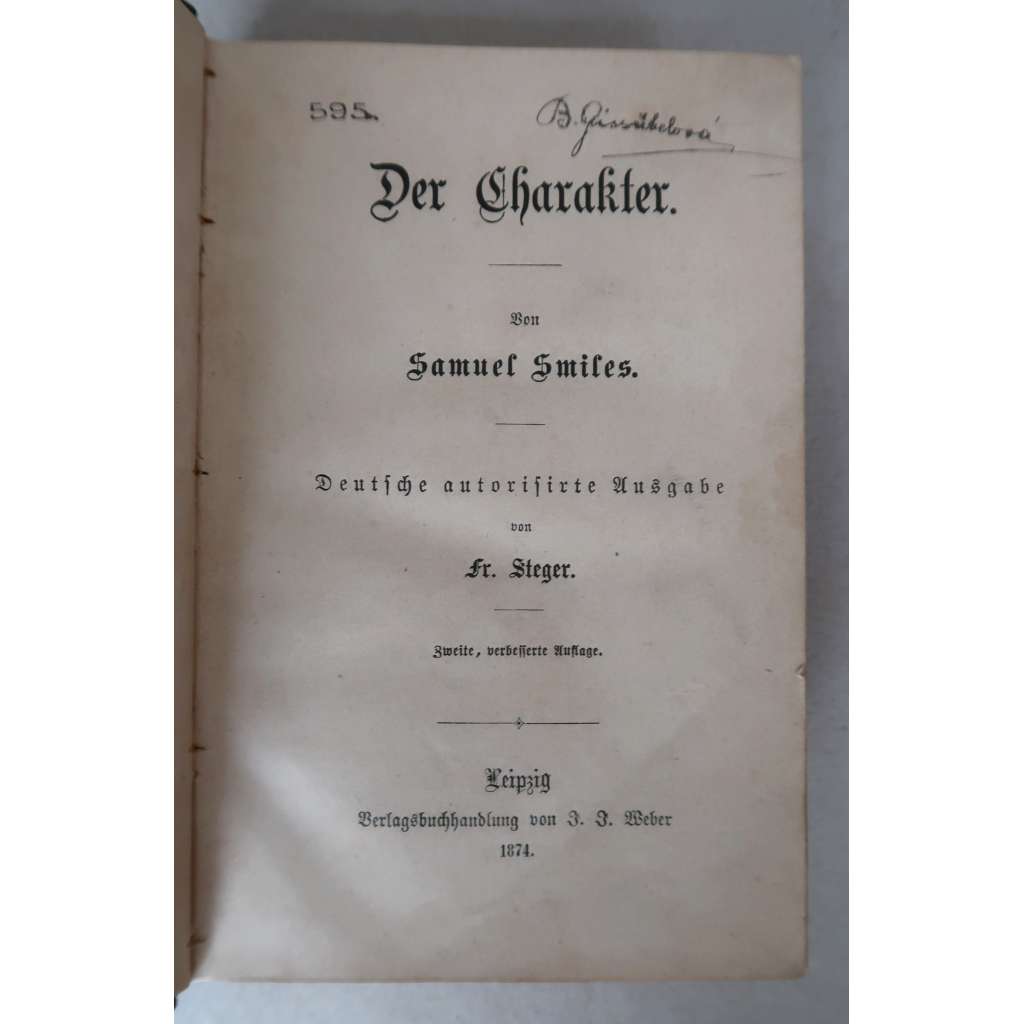 595.
B.
Der Charakter.
Von
Samuel Smiles.
Deutſche autoriſirte Ausgabe
von
Fr. Steger.
Zweite, verbeſſerte Auflage.
Leipzig
Verlagsbuchhandlung von J. J. Weber
1874.